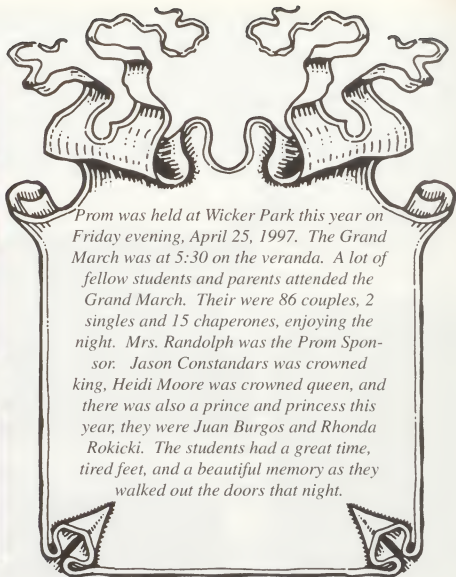 Prom was held at Wicker Park this year on
Friday evening, April 25, 1997. The Grand
March was at 5:30 on the veranda. A lot of
fellow students and parents attended the
Grand March. Their were 86 couples, 2
singles and 15 chaperones, enjoying the
night. Mrs. Randolph was the Prom Spon-
sor. Jason Constandars was crowned
king, Heidi Moore was crowned queen, and
there was also a prince and princess this
year, they were Juan Burgos and Rhonda
Rokicki. The students had a great time,
tired feet, and a beautiful memory as they
walked out the doors that night.